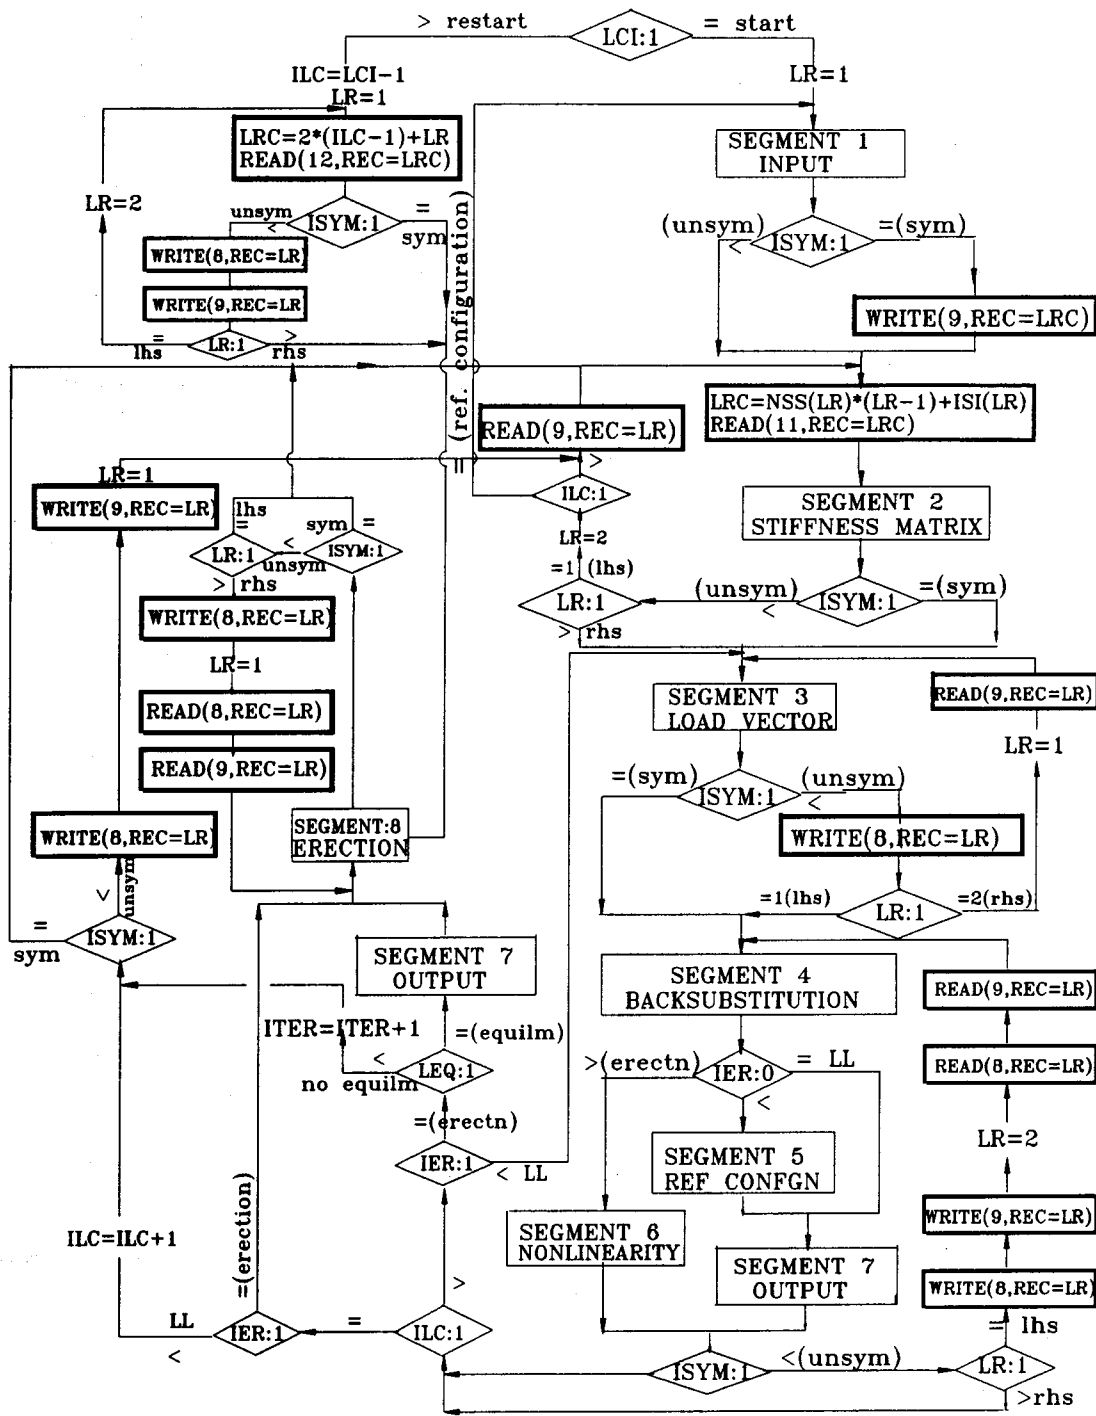 > restart
LCI:1
= start
ILC=LCI-1
LR=1
LR=1
LRC=2*(ILC-1)+LR
READ(12,REC=LRC)
SEGMENT 1
INPUT
LR=2
unsym
<
ISYM:1
=
sym
(unsym)
<
ISYM:1
=(sym)
WRITE(8,REC=LR)
WRITE(9,REC=LR
WRITE(9,REC=LRC)
=
lhs
LR:1
>
rhs
= (ref. configuration)
LRC=NSS(LR)*(LR-1)+ISI(LR)
READ(11,REC=LRC)
READ(9,REC=LR)
LR=1
>
ILC:1
WRITE(9,REC=LR)
SEGMENT 2
STIFFNESS MATRIX
lhs
=
sym =
LR:1
<
unsym
ISYM:1
LR=2
> rhs
=1 (lhs)
LR:1
> rhs
(unsym)
<
ISYM:1
=(sym)
WRITE(8,REC=LR)
LR=1
READ(8,REC=LR)
READ(9,REC=LR)
SEGMENT 3
LOAD VECTOR
READ(9,REC=LR)
LR=1
=(sym)
ISYM:1
(unsym)
<
WRITE(8,REC=LR)
SEGMENT:8
ERECTION
WRITE(8,REC=LR)
<
unsym
=1(lhs)
LR:1
=2(rhs)
=
sym
ISYM:1
SEGMENT 7
OUTPUT
SEGMENT 4
BACKSUBSTITUTION
READ(9,REC=LR)
ITER=ITER+1
=(equilm)
<
no equilm
LEQ:1
>(erectn)
IER:0
= LL
<
READ(8,REC=LR)
=(erectn)
IER:1
< LL
LR=2
SEGMENT 5
REF CONFGN
WRITE(9,REC=LR)
ILC=ILC+1
=(erection)
SEGMENT 6
NONLINEARITY
SEGMENT 7
OUTPUT
WRITE(8,REC=LR)
>
LL
<
IER:1
=
ILC:1
= lhs
ISYM:1
<(unsym)
LR:1
>rhs